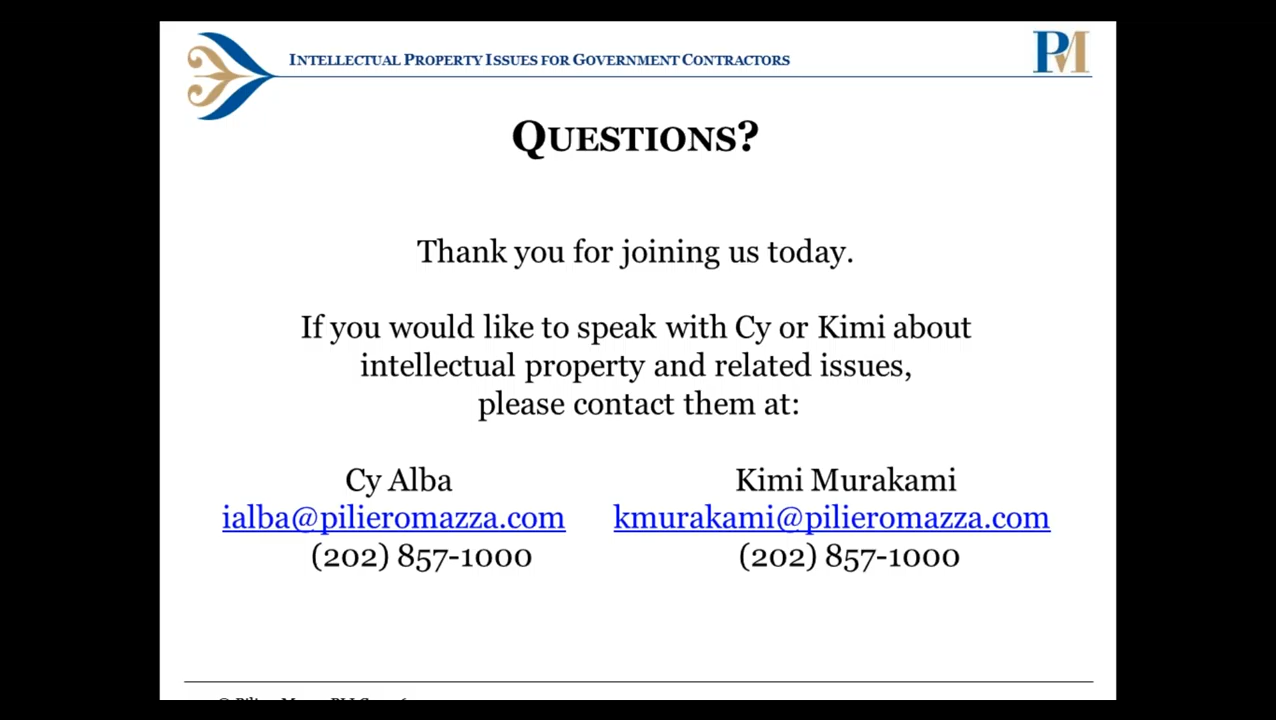 INTELLECTUAL PROPERTY ISSUES FOR GOVERNMENT CONTRACTORS
PM
QUESTIONS?
Thank you for joining us today.
If you would like to speak with Cy or Kimi about
intellectual property and related issues,
please contact them at:
Cy Alba
ialba@pilieromazza.com
(202) 857-1000
Kimi Murakami
kmurakami@pilieromazza.com
(202) 857-1000